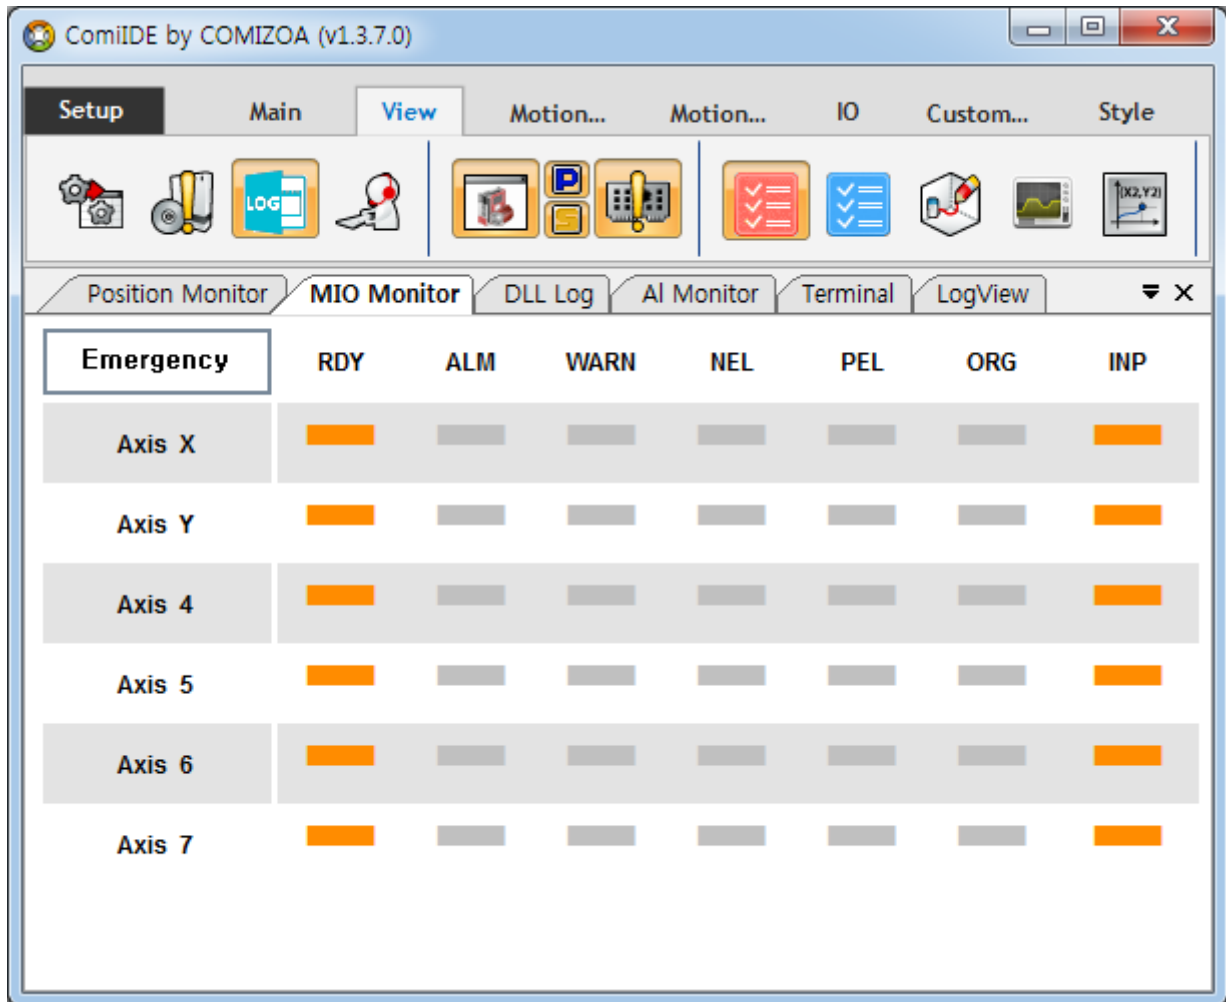 ComiIDE by COMIZOA (v1.3.7.0)
Setup Main View Motion... Motion... IO Custom... Style
LOG P S (X2,Y2)
Position Monitor MIO Monitor DLL Log Al Monitor Terminal LogView
Emergency RDY ALM WARN NEL PEL ORG INP
Axis X
Axis Y
Axis 4
Axis 5
Axis 6
Axis 7